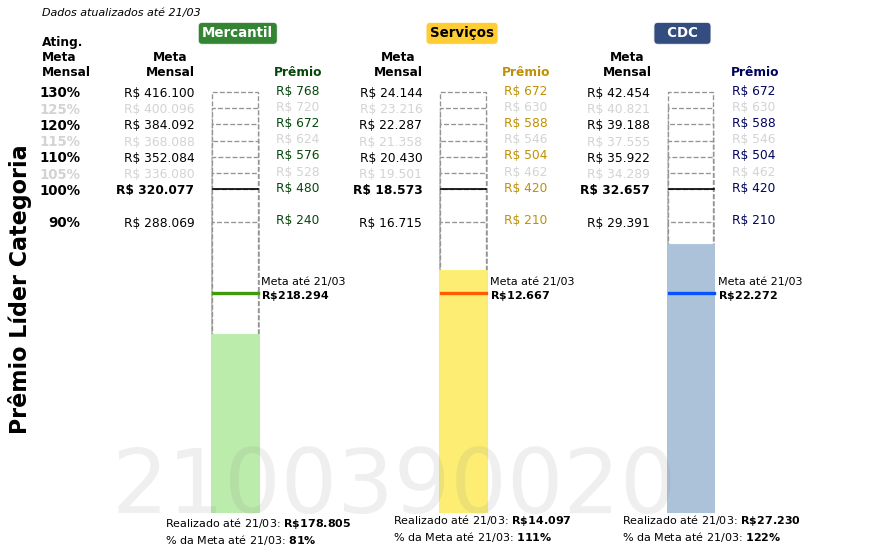 Dados atualizados até 21/03
Mercantil Serviços CDC
Ating.
Meta
Mensal
Meta
Mensal
Prêmio
Meta
Mensal
Prêmio
Meta
Mensal
Prêmio
130% R$ 416.100 R$ 768 R$ 24.144 R$ 672 R$ 42.454 R$ 672
125% R$ 400.096 R$ 720 R$ 23.216 R$ 630 R$ 40.821 R$ 630
120% R$ 384.092 R$ 672 R$ 22.287 R$ 588 R$ 39.188 R$ 588
115% R$ 368.088 R$ 624 R$ 21.358 R$ 546 R$ 37.555 R$ 546
110% R$ 352.084 R$ 576 R$ 20.430 R$ 504 R$ 35.922 R$ 504
105% R$ 336.080 R$ 528 R$ 19.501 R$ 462 R$ 34.289 R$ 462
100% R$ 320.077 R$ 480 R$ 18.573 R$ 420 R$ 32.657 R$ 420
90% R$ 288.069 R$ 240 R$ 16.715 R$ 210 R$ 29.391 R$ 210
Prêmio Líder Categoria
Meta até 21/03
R$218.294
Meta até 21/03
R$12.667
Meta até 21/03
R$22.272
2100390020
Realizado até 21/03: R$178.805
% da Meta até 21/03: 81%
Realizado até 21/03: R$14.097
% da Meta até 21/03: 111%
Realizado até 21/03: R$27.230
% da Meta até 21/03: 122%